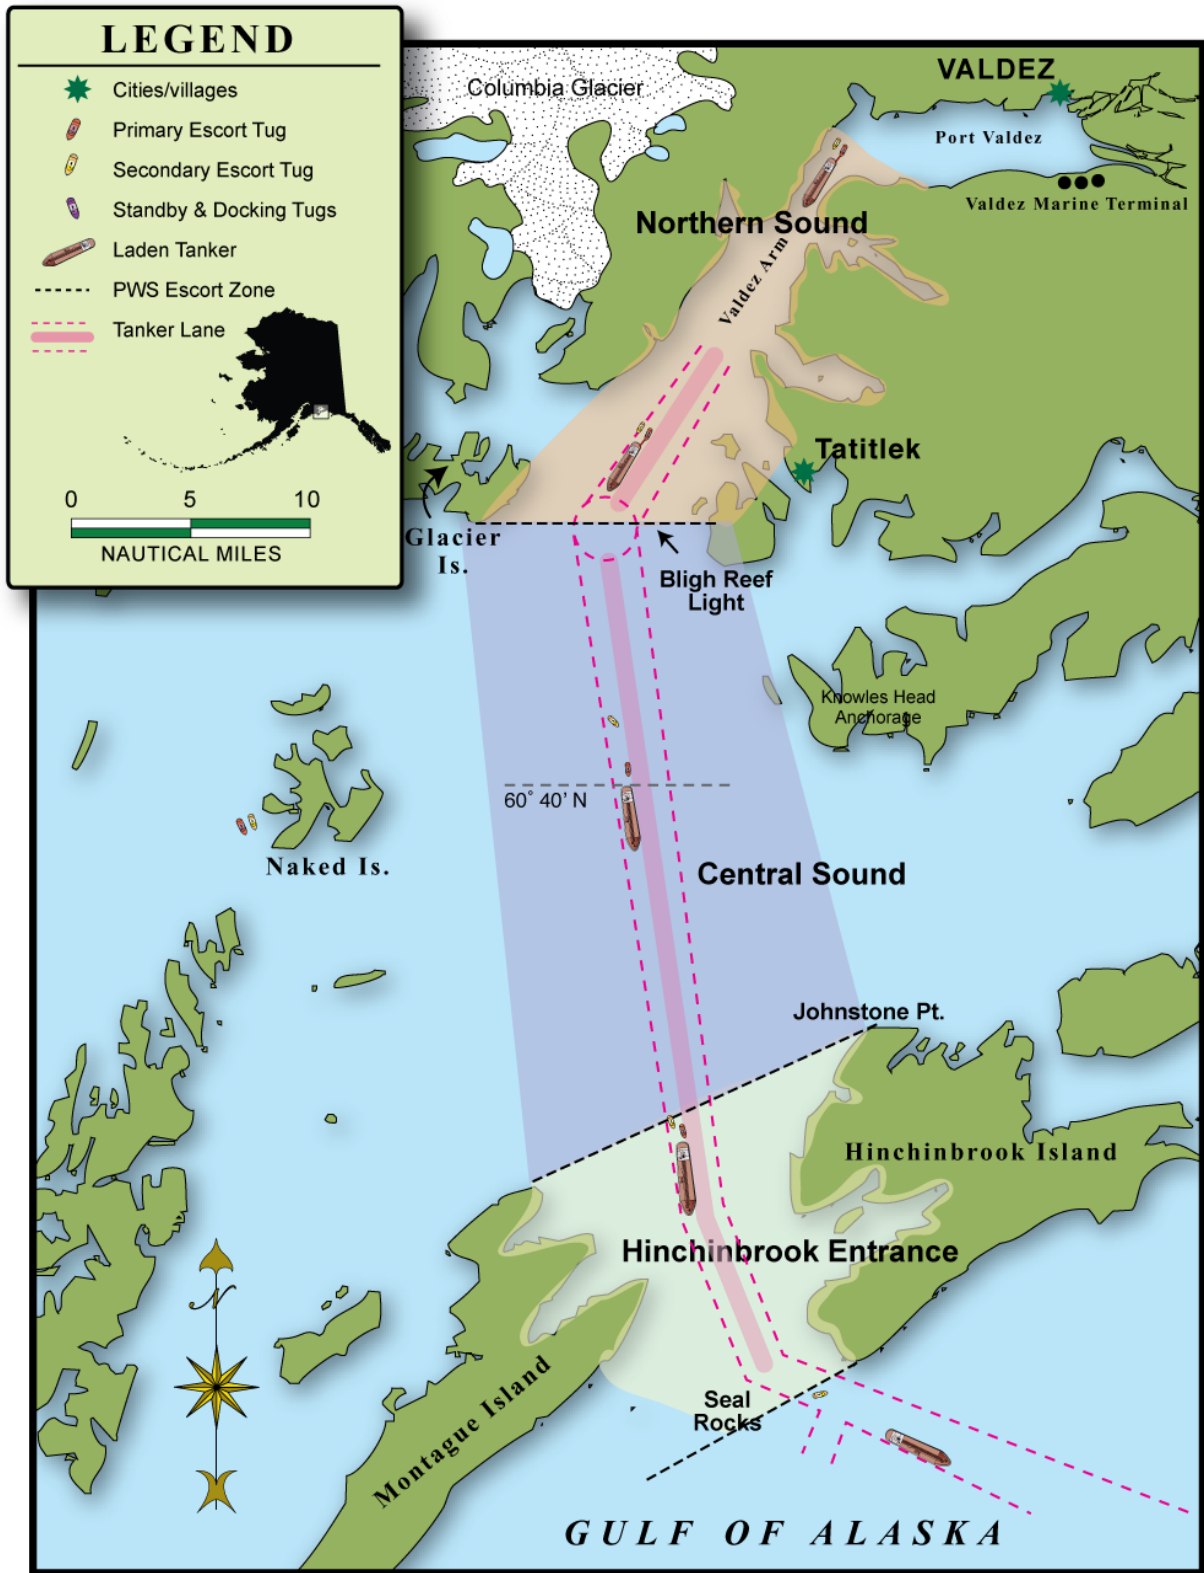 LEGEND
Cities/villages
Primary Escort Tug
Secondary Escort Tug
Standby & Docking Tugs
Laden Tanker
PWS Escort Zone
Tanker Lane
0 5 10
NAUTICAL MILES
Columbia Glacier
VALDEZ
Port Valdez
Valdez Marine Terminal
Northern Sound
Valdez Arm
Tatitlek
Glacier
Is.
Bligh Reef
Light
Knowles Head
Anchorage
60° 40' N
Naked Is.
Central Sound
Johnstone Pt.
Hinchinbrook Island
Hinchinbrook Entrance
N
Montague Island
Seal
Rocks
GULF OF ALASKA